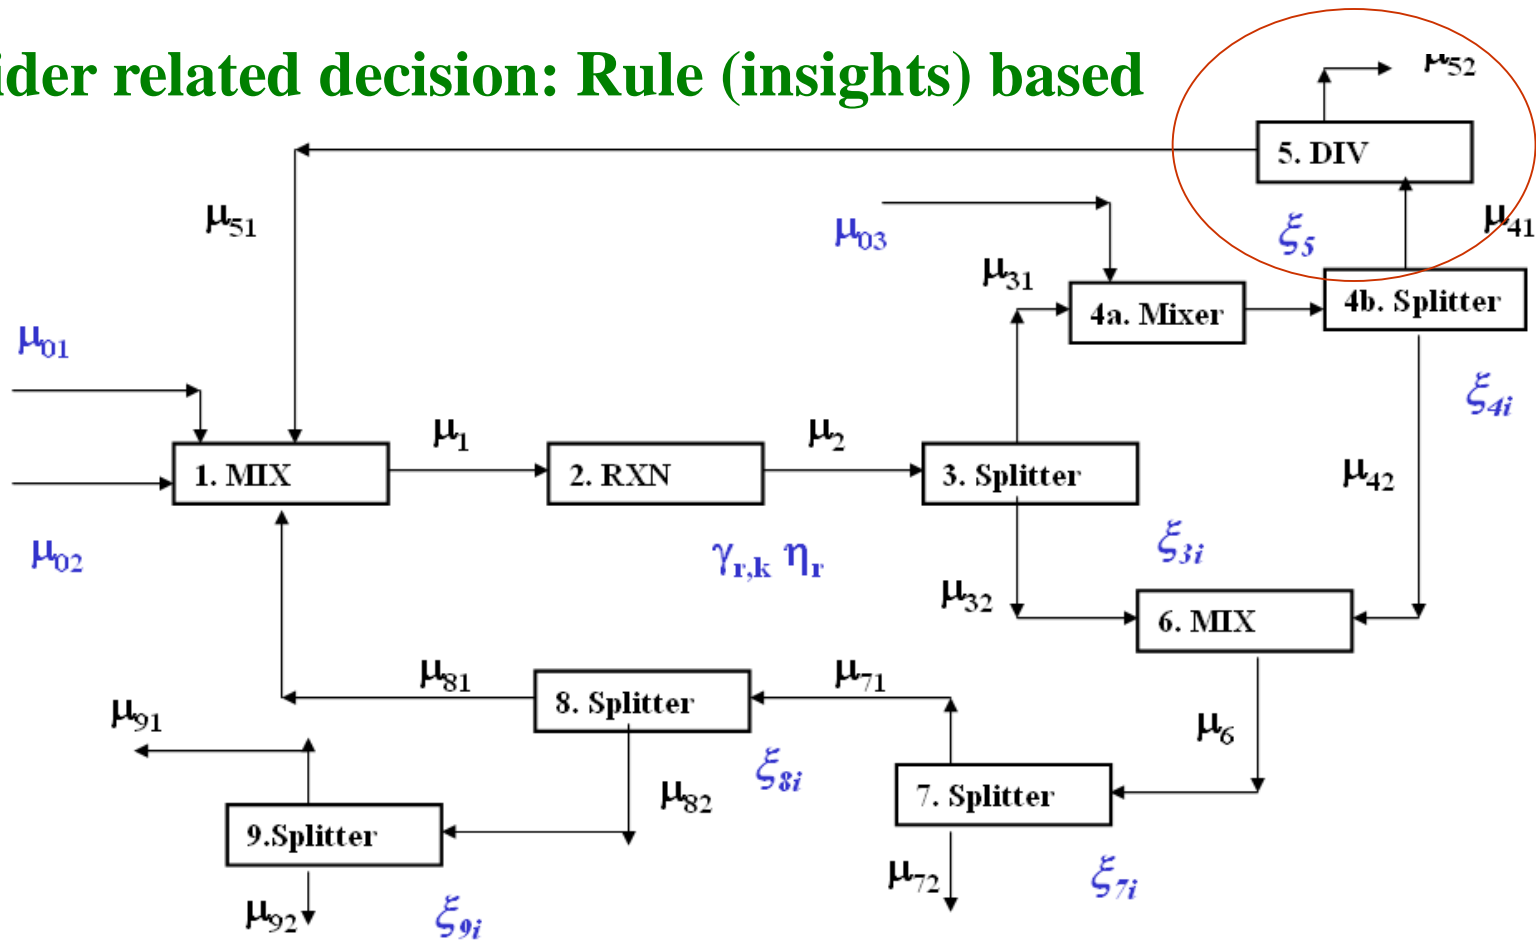 related decision: Rule (insights) based
μ52
5. DIV
μ51
μ03
ξ5
μ41
μ31
4a. Mixer
4b. Splitter
μ01
ξ4i
μ1
μ2
1. MIX
2. RXN
3. Splitter
μ42
μ02
γr,k ηr
ξ3i
μ32
6. MIX
μ81
μ71
8. Splitter
μ91
μ6
ξ8i
μ82
7. Splitter
9.Splitter
μ72
ξ7i
μ92
ξ9i